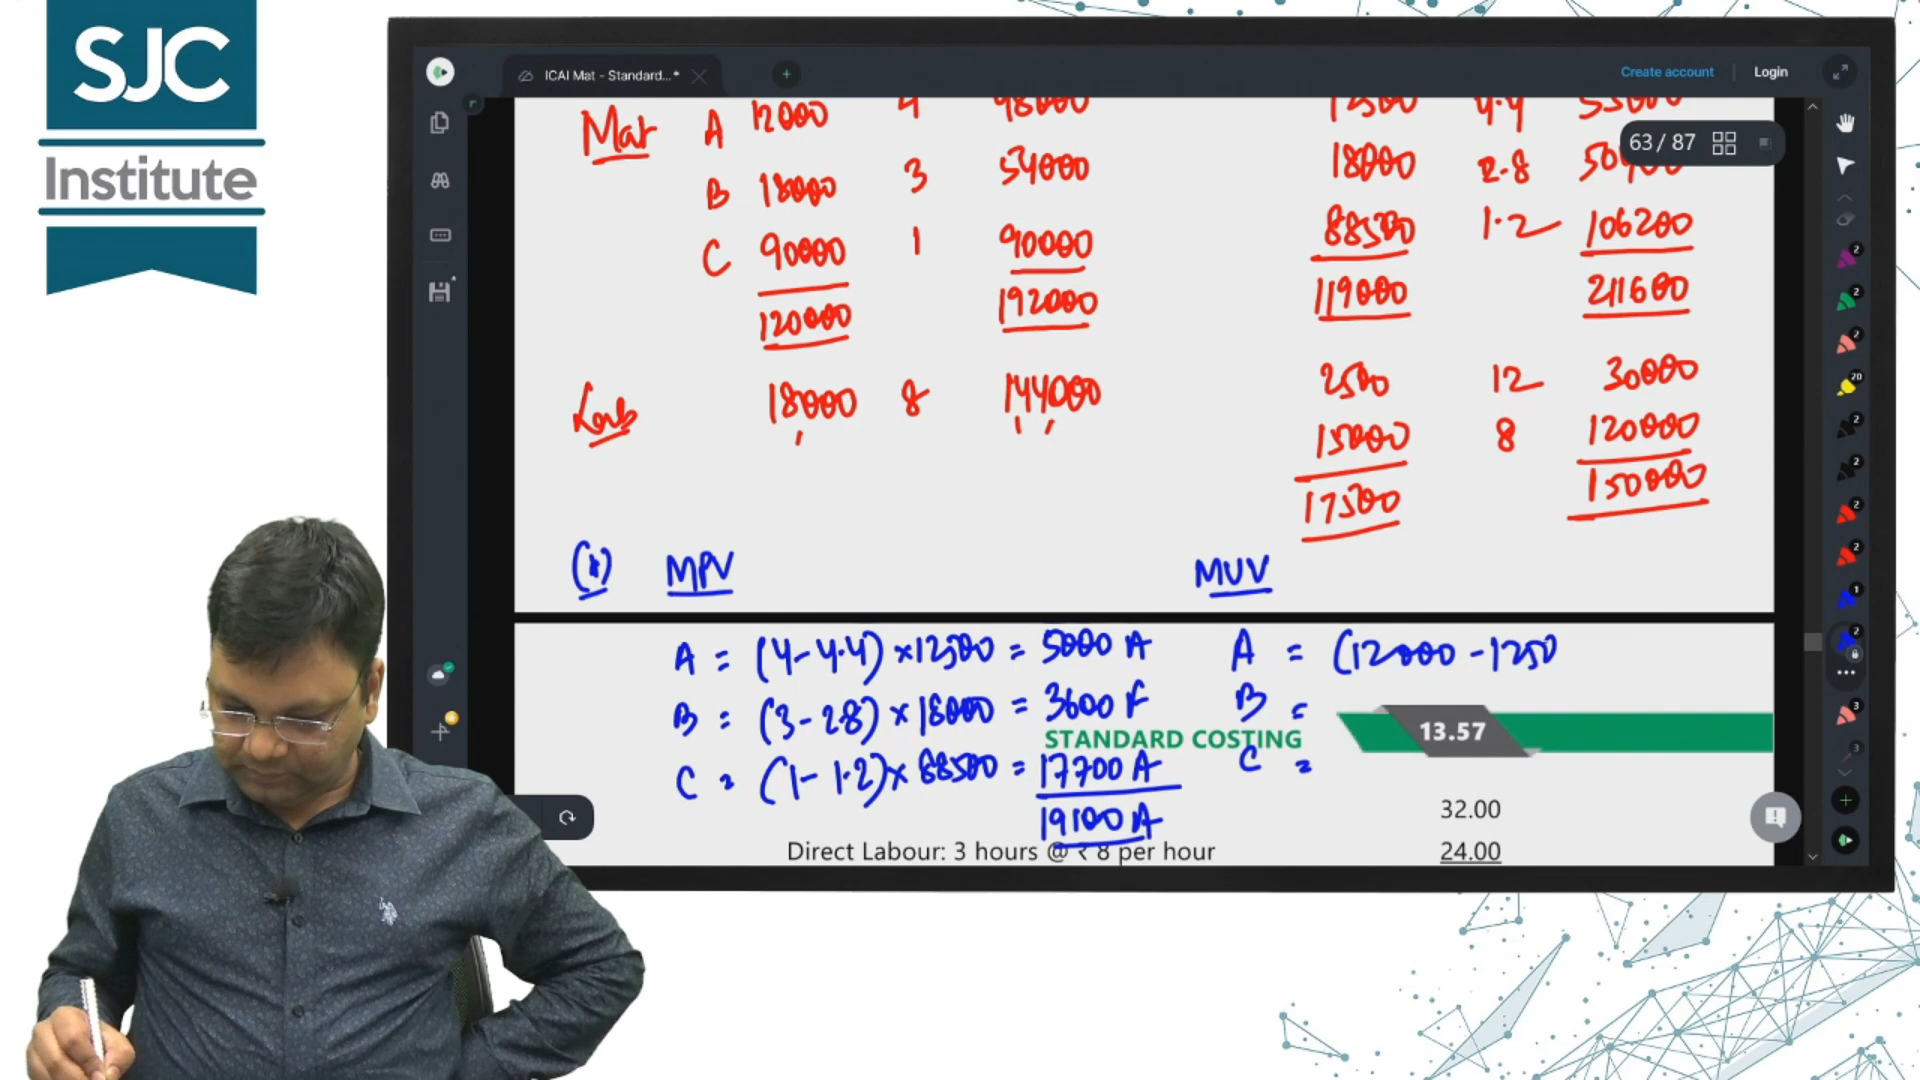 SJC
Institute
ICAI Mat - Standard...*
Create account
Login
63 / 87
Mat A 12000 4 48000 12500 4.4 55000
B 18000 3 54000 18000 2.8
C 90000 1 90000 88500 1.2 106200
120000 192000 119000 211600
Lab 18000 8 144000 2500 12 30000
15000 8 120000
17500 150000
MPV MUV
A = (4-4.4) × 12500 = 5000 A A = (12000 - 1250
B = (3-2.8) × 18000 = 3600 F B =
STANDARD COSTING 13.57
C = (1-1.2) × 88500 = 17700 A C =
19100 A
32.00
Direct Labour: 3 hours @ ₹ 8 per hour 24.00